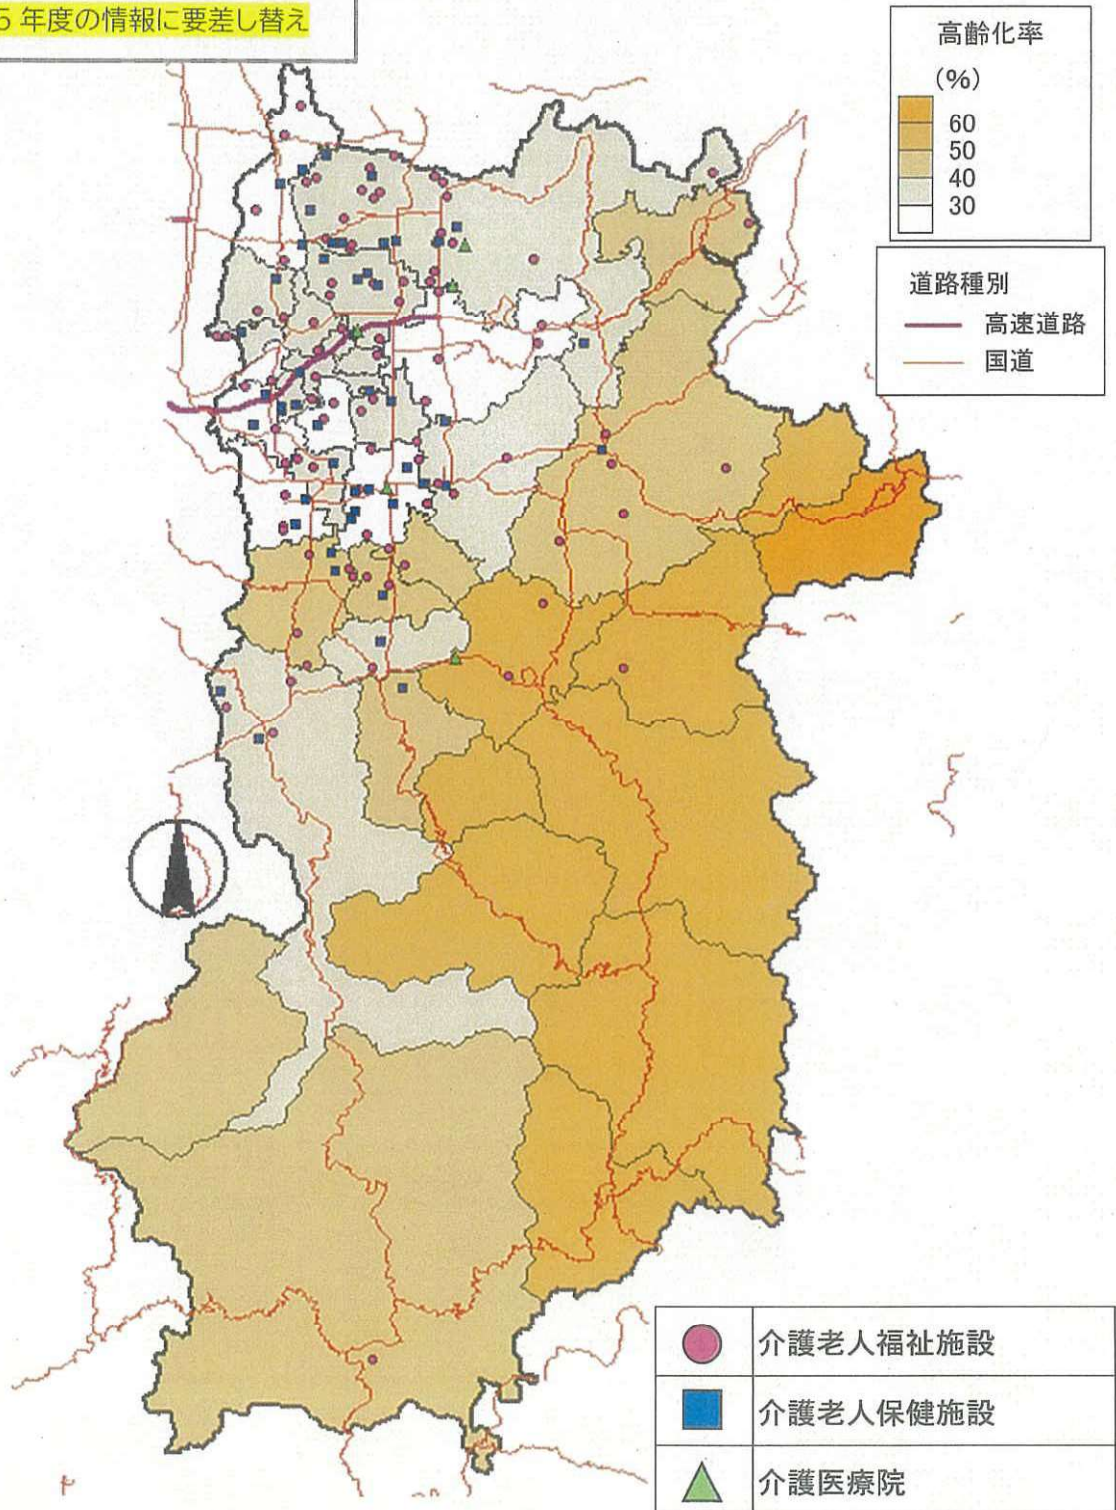 5 年度の情報に要差し替え
高齢化率
(%)
60
50
40
30
道路種別
高速道路
国道
介護老人福祉施設
介護老人保健施設
介護医療院